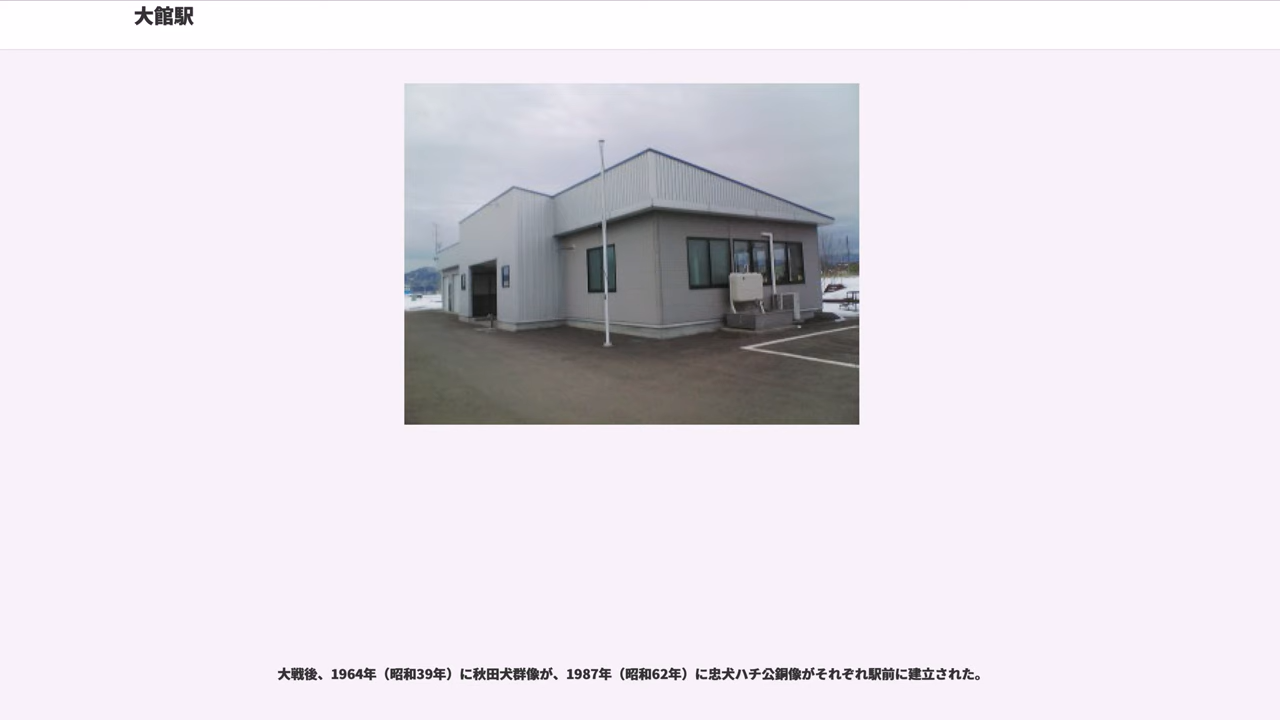 大館駅
大戦後、1964年（昭和39年）に秋田犬群像が、1987年（昭和62年）に忠犬ハチ公銅像がそれぞれ駅前に建立された。